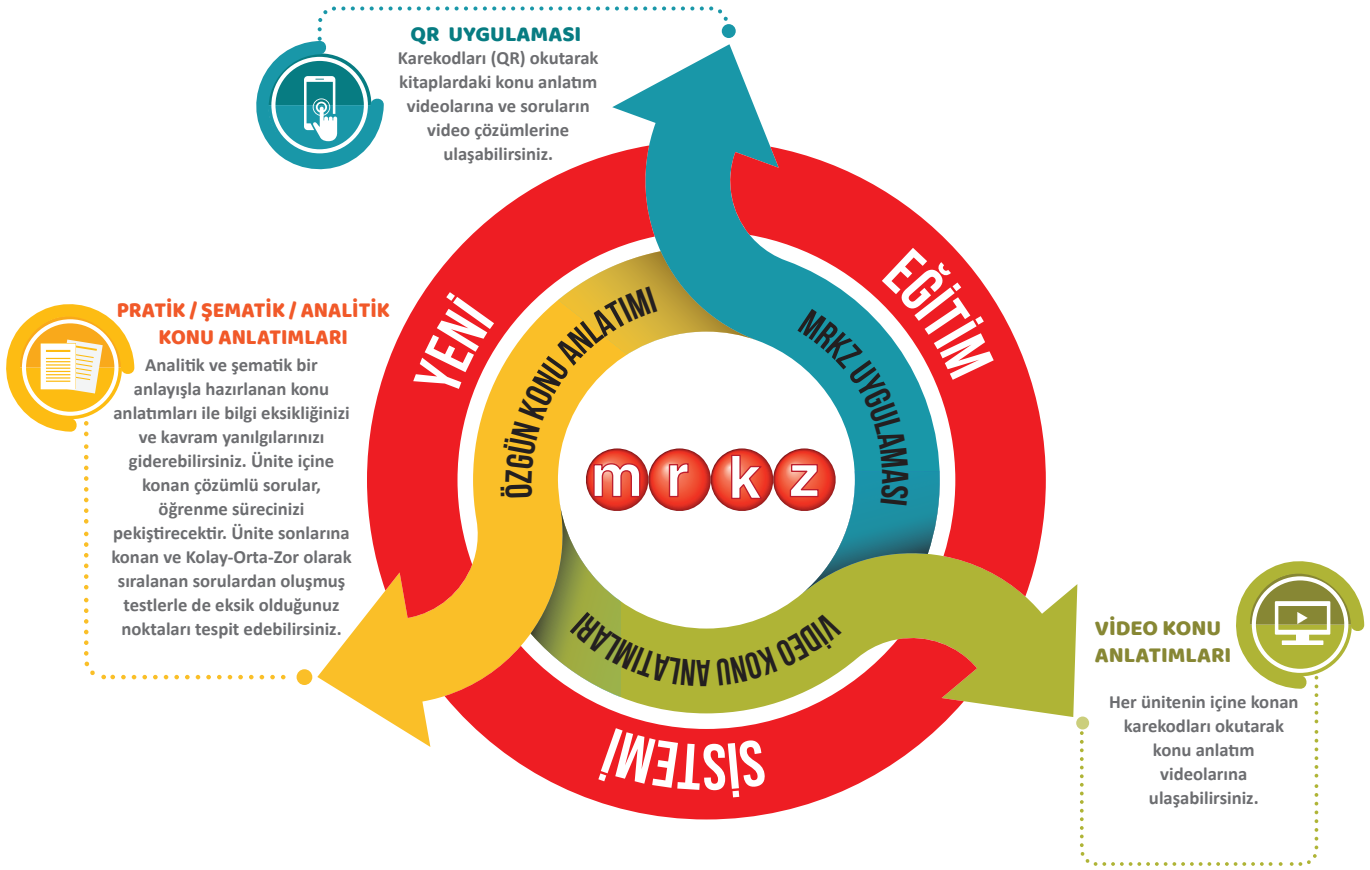 QR UYGULAMASI
Karekodları (QR) okutarak
kitaplardaki konu anlatım
videolarına ve soruların
video çözümlerine
ulaşabilirsiniz.
PRATİK / ŞEMATİK / ANALİTİK
KONU ANLATIMLARI
Analitik ve şematik bir
anlayışla hazırlanan konu
anlatımları ile bilgi eksikliğinizi
ve kavram yanılgılarınızı
giderebilirsiniz. Ünite içine
konan çözümlü sorular,
öğrenme sürecinizi
pekiştirecektir. Ünite sonlarına
konan ve Kolay-Orta-Zor olarak
sıralanan sorulardan oluşmuş
testlerle de eksik olduğunuz
noktaları tespit edebilirsiniz.
YENİ
EĞİTİM
SİSTEMİ
ÖZGÜN KONU ANLATIMI
MRKZ UYGULAMASI
VİDEO KONU ANLATIMLARI
mrkz
VİDEO KONU
ANLATIMLARI
Her ünitenin içine konan
karekodları okutarak
konu anlatım
videolarına
ulaşabilirsiniz.